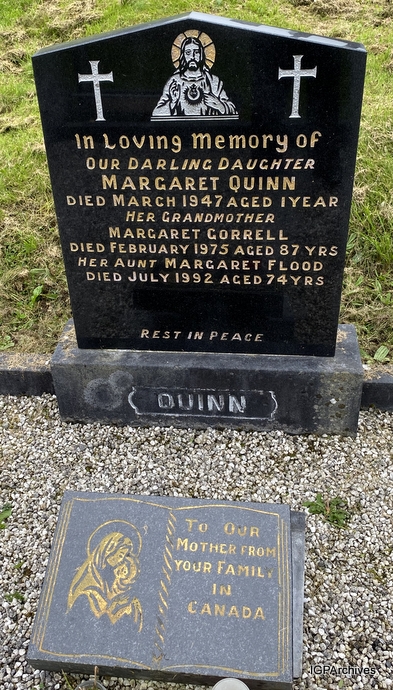 In Loving Memory of
Our Darling Daughter
Margaret Quinn
Died March 1947 aged 1 year
Her Grandmother
Margaret Gorrell
Died February 1975 aged 87 yrs
Her Aunt Margaret Flood
Died July 1992 aged 74 yrs
Rest in Peace
QUINN
To Our
Mother from
your Family
in
Canada
IGPArchives